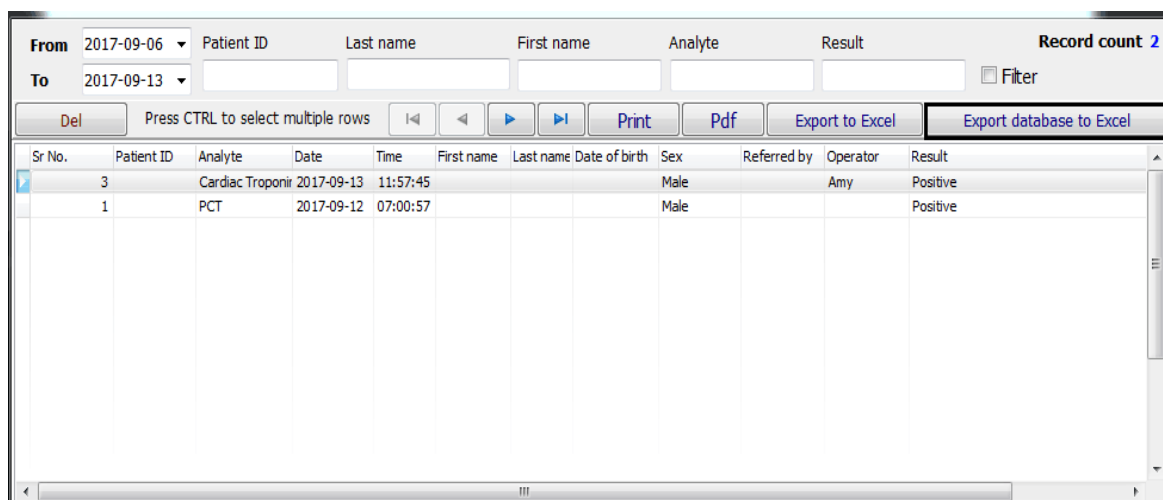 From 2017-09-06 Patient ID Last name First name Analyte Result Record count 2
To 2017-09-13 Filter
Del Press CTRL to select multiple rows Print Pdf Export to Excel Export database to Excel
Sr No. Patient ID Analyte Date Time First name Last name Date of birth Sex Referred by Operator Result
3 Cardiac Troponin 2017-09-13 11:57:45 Male Amy Positive
1 PCT 2017-09-12 07:00:57 Male Positive